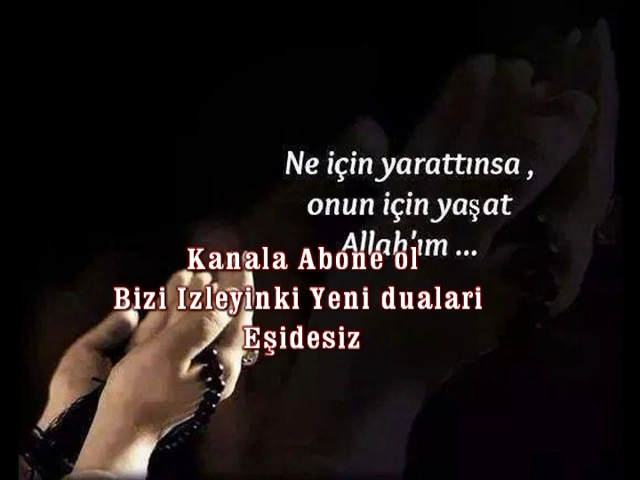 Ne için yarattınsa ,
onun için yaşat
Allah'ım ...
Kanala Abone ol
Bizi Izleyinki Yeni dualari
Eşidesiz